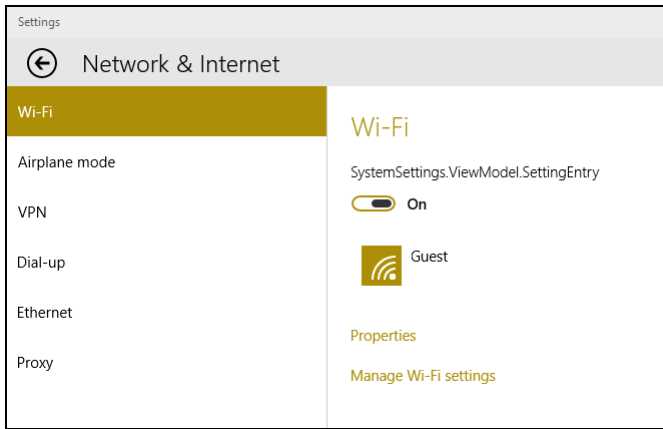 Settings
Network & Internet
Wi-Fi
Airplane mode
VPN
Dial-up
Ethernet
Proxy
Wi-Fi
SystemSettings.ViewModel.SettingEntry
On
Guest
Properties
Manage Wi-Fi settings